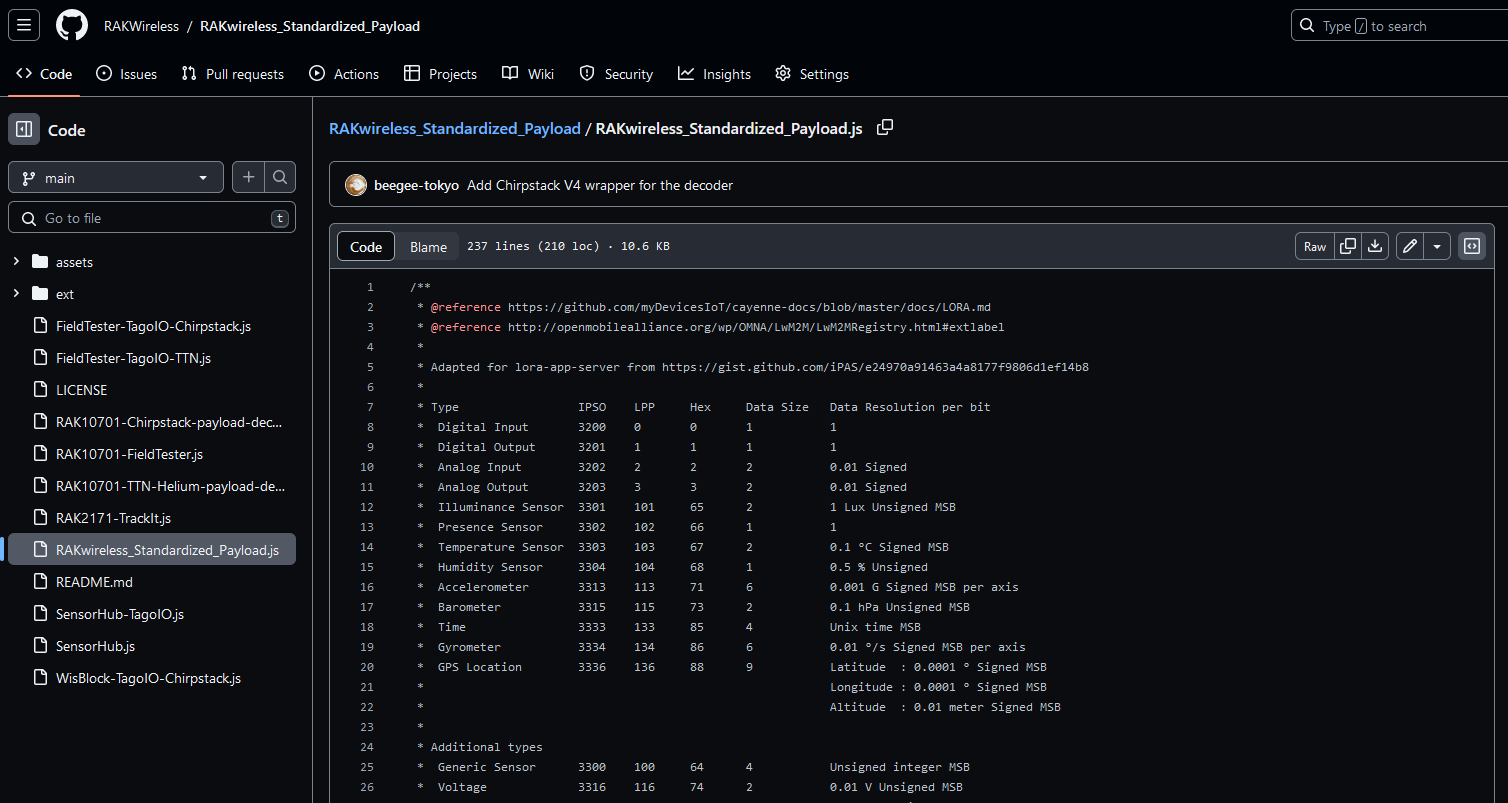 RAKWireless / RAKwireless_Standardized_Payload
Type / to search
Code Issues Pull requests Actions Projects Wiki Security Insights Settings
Code
main
Go to file t
assets
ext
FieldTester-TagoIO-Chirpstack.js
FieldTester-TagoIO-TTN.js
LICENSE
RAK10701-Chirpstack-payload-dec...
RAK10701-FieldTester.js
RAK10701-TTN-Helium-payload-de...
RAK2171-TrackIt.js
RAKwireless_Standardized_Payload.js
README.md
SensorHub-TagoIO.js
SensorHub.js
WisBlock-TagoIO-Chirpstack.js
RAKwireless_Standardized_Payload / RAKwireless_Standardized_Payload.js
beegee-tokyo Add Chirpstack V4 wrapper for the decoder
Code Blame 237 lines (210 loc) · 10.6 KB Raw
1 /**
2 * @reference https://github.com/myDevicesIoT/cayenne-docs/blob/master/docs/LORA.md
3 * @reference http://openmobilealliance.org/wp/OMNA/LwM2M/LwM2MRegistry.html#extlabel
4 *
5 * Adapted for lora-app-server from https://gist.github.com/iPAS/e24970a91463a4a8177f9806d1ef14b8
6 *
7 * Type IPSO LPP Hex Data Size Data Resolution per bit
8 * Digital Input 3200 0 0 1 1
9 * Digital Output 3201 1 1 1 1
10 * Analog Input 3202 2 2 2 0.01 Signed
11 * Analog Output 3203 3 3 2 0.01 Signed
12 * Illuminance Sensor 3301 101 65 2 1 Lux Unsigned MSB
13 * Presence Sensor 3302 102 66 1 1
14 * Temperature Sensor 3303 103 67 2 0.1 °C Signed MSB
15 * Humidity Sensor 3304 104 68 1 0.5 % Unsigned
16 * Accelerometer 3313 113 71 6 0.001 G Signed MSB per axis
17 * Barometer 3315 115 73 2 0.1 hPa Unsigned MSB
18 * Time 3333 133 85 4 Unix time MSB
19 * Gyrometer 3334 134 86 6 0.01 °/s Signed MSB per axis
20 * GPS Location 3336 136 88 9 Latitude : 0.0001 ° Signed MSB
21 * Longitude : 0.0001 ° Signed MSB
22 * Altitude : 0.01 meter Signed MSB
23 *
24 * Additional types
25 * Generic Sensor 3300 100 64 4 Unsigned integer MSB
26 * Voltage 3316 116 74 2 0.01 V Unsigned MSB